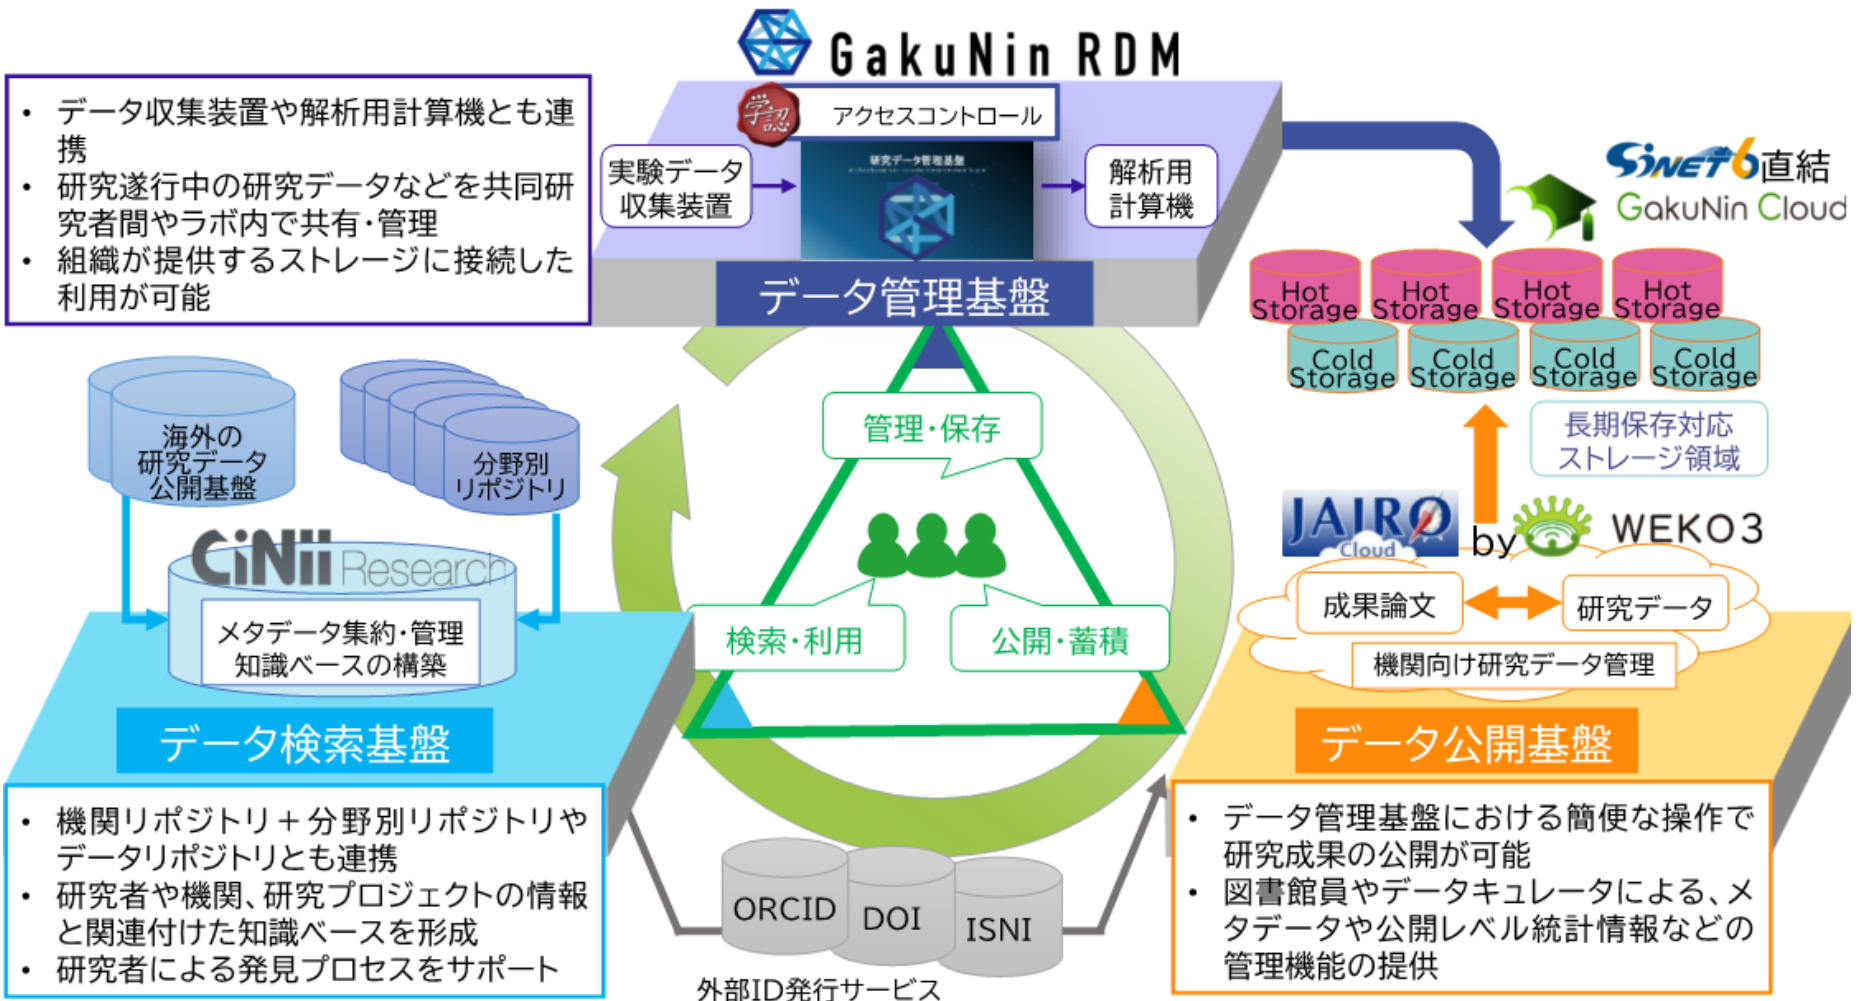 GakuNin RDM
• データ収集装置や解析用計算機とも連
携
• 研究遂行中の研究データなどを共同研
究者間やラボ内で共有・管理
• 組織が提供するストレージに接続した
利用が可能
学認
アクセスコントロール
実験データ
収集装置
研究データ管理基盤
解析用
計算機
データ管理基盤
SINET6直結
GakuNin Cloud
Hot
Storage
Hot
Storage
Hot
Storage
Hot
Storage
Cold
Storage
Cold
Storage
Cold
Storage
Cold
Storage
長期保存対応
ストレージ領域
海外の
研究データ
公開基盤
分野別
リポジトリ
CiNii Research
メタデータ集約・管理
知識ベースの構築
データ検索基盤
管理・保存
検索・利用
公開・蓄積
JAIRO
Cloud
by
WEKO3
成果論文
研究データ
機関向け研究データ管理
データ公開基盤
• 機関リポジトリ+分野別リポジトリや
データリポジトリとも連携
• 研究者や機関、研究プロジェクトの情報
と関連付けた知識ベースを形成
• 研究者による発見プロセスをサポート
ORCID
DOI
ISNI
外部ID発行サービス
• データ管理基盤における簡便な操作で
研究成果の公開が可能
• 図書館員やデータキュレータによる、メ
タデータや公開レベル統計情報などの
管理機能の提供